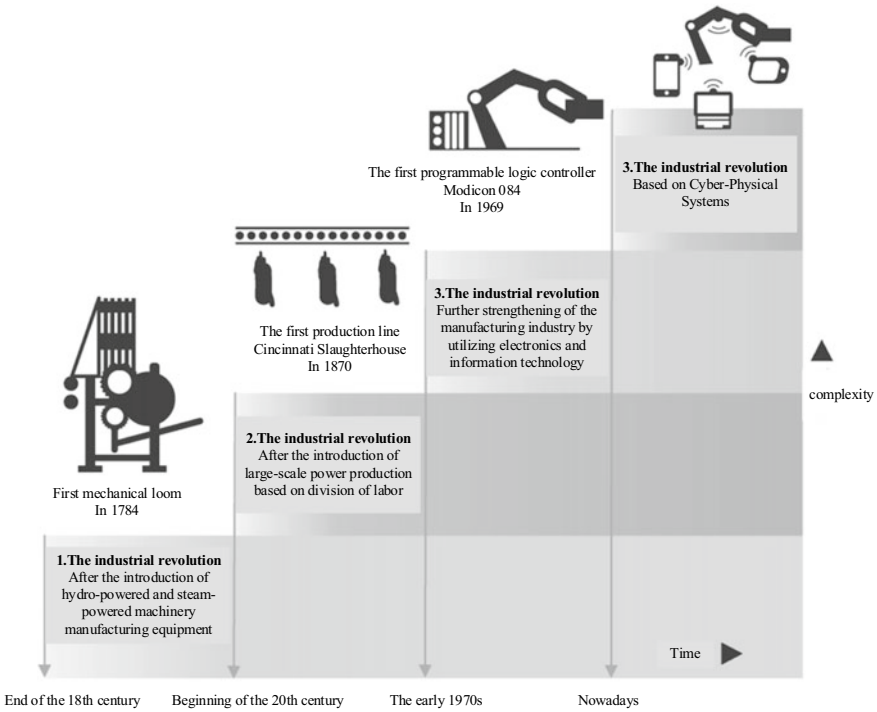 The first programmable logic controller
Modicon 084
In 1969
3.The industrial revolution
Based on Cyber-Physical
Systems
The first production line
Cincinnati Slaughterhouse
In 1870
3.The industrial revolution
Further strengthening of the
manufacturing industry by
utilizing electronics and
information technology
complexity
First mechanical loom
In 1784
2.The industrial revolution
After the introduction of
large-scale power production
based on division of labor
1.The industrial revolution
After the introduction of
hydro-powered and steam-
powered machinery
manufacturing equipment
Time
End of the 18th century
Beginning of the 20th century
The early 1970s
Nowadays